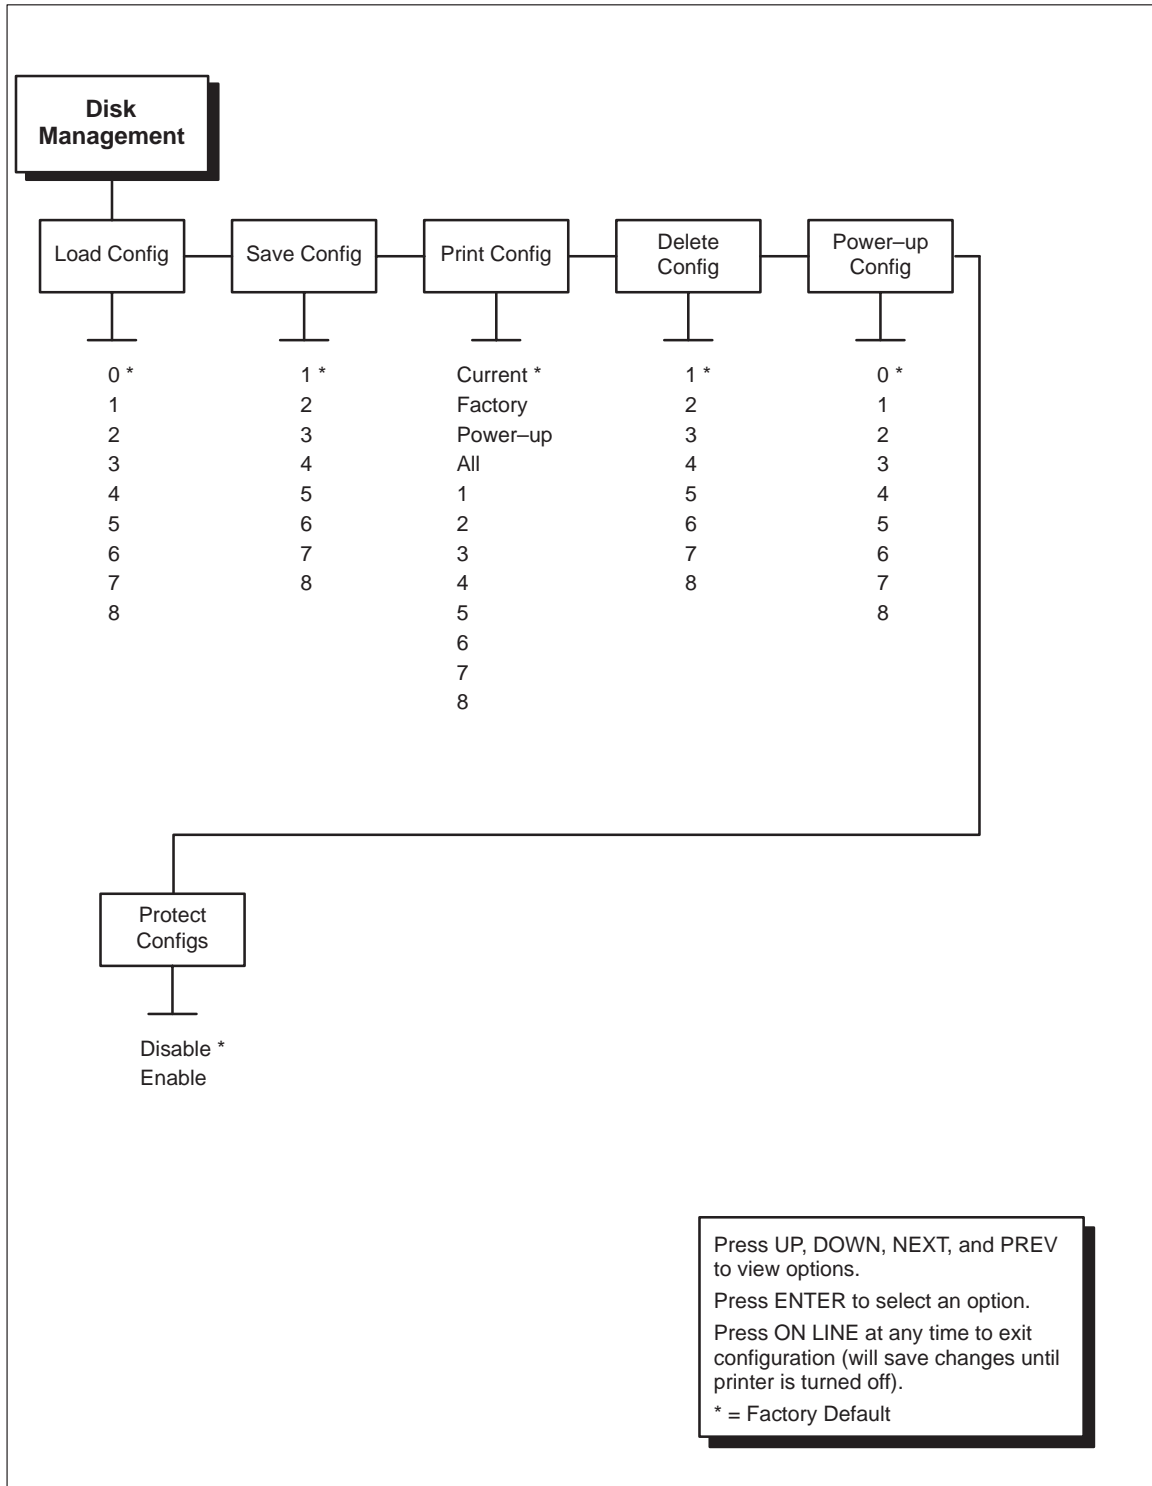 Disk
Management
Load Config
Save Config
Print Config
Delete
Config
Power–up
Config
0 *
1
2
3
4
5
6
7
8
1 *
2
3
4
5
6
7
8
Current *
Factory
Power–up
All
1
2
3
4
5
6
7
8
1 *
2
3
4
5
6
7
8
0 *
1
2
3
4
5
6
7
8
Protect
Configs
Disable *
Enable
Press UP, DOWN, NEXT, and PREV
to view options.
Press ENTER to select an option.
Press ON LINE at any time to exit
configuration (will save changes until
printer is turned off).
* = Factory Default